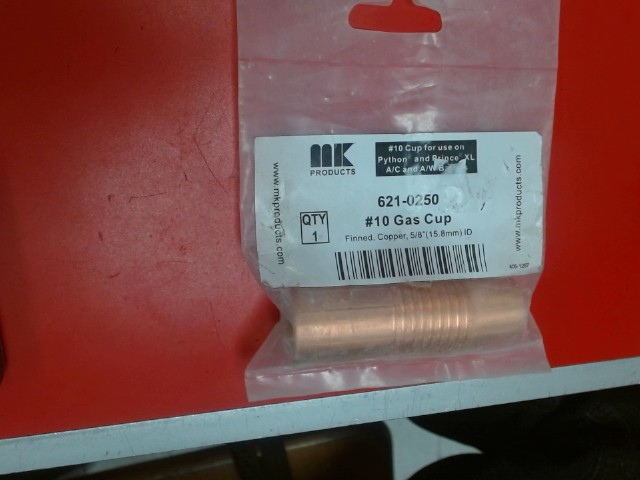 MK
PRODUCTS
#10 Cup for use on
Python® and Prince® XL
A/C and A/W
621-0250
#10 Gas Cup
Finned, Copper, 5/8"(15.8mm) ID
QTY
1
www.mkproducts.com
www.mkproducts.com